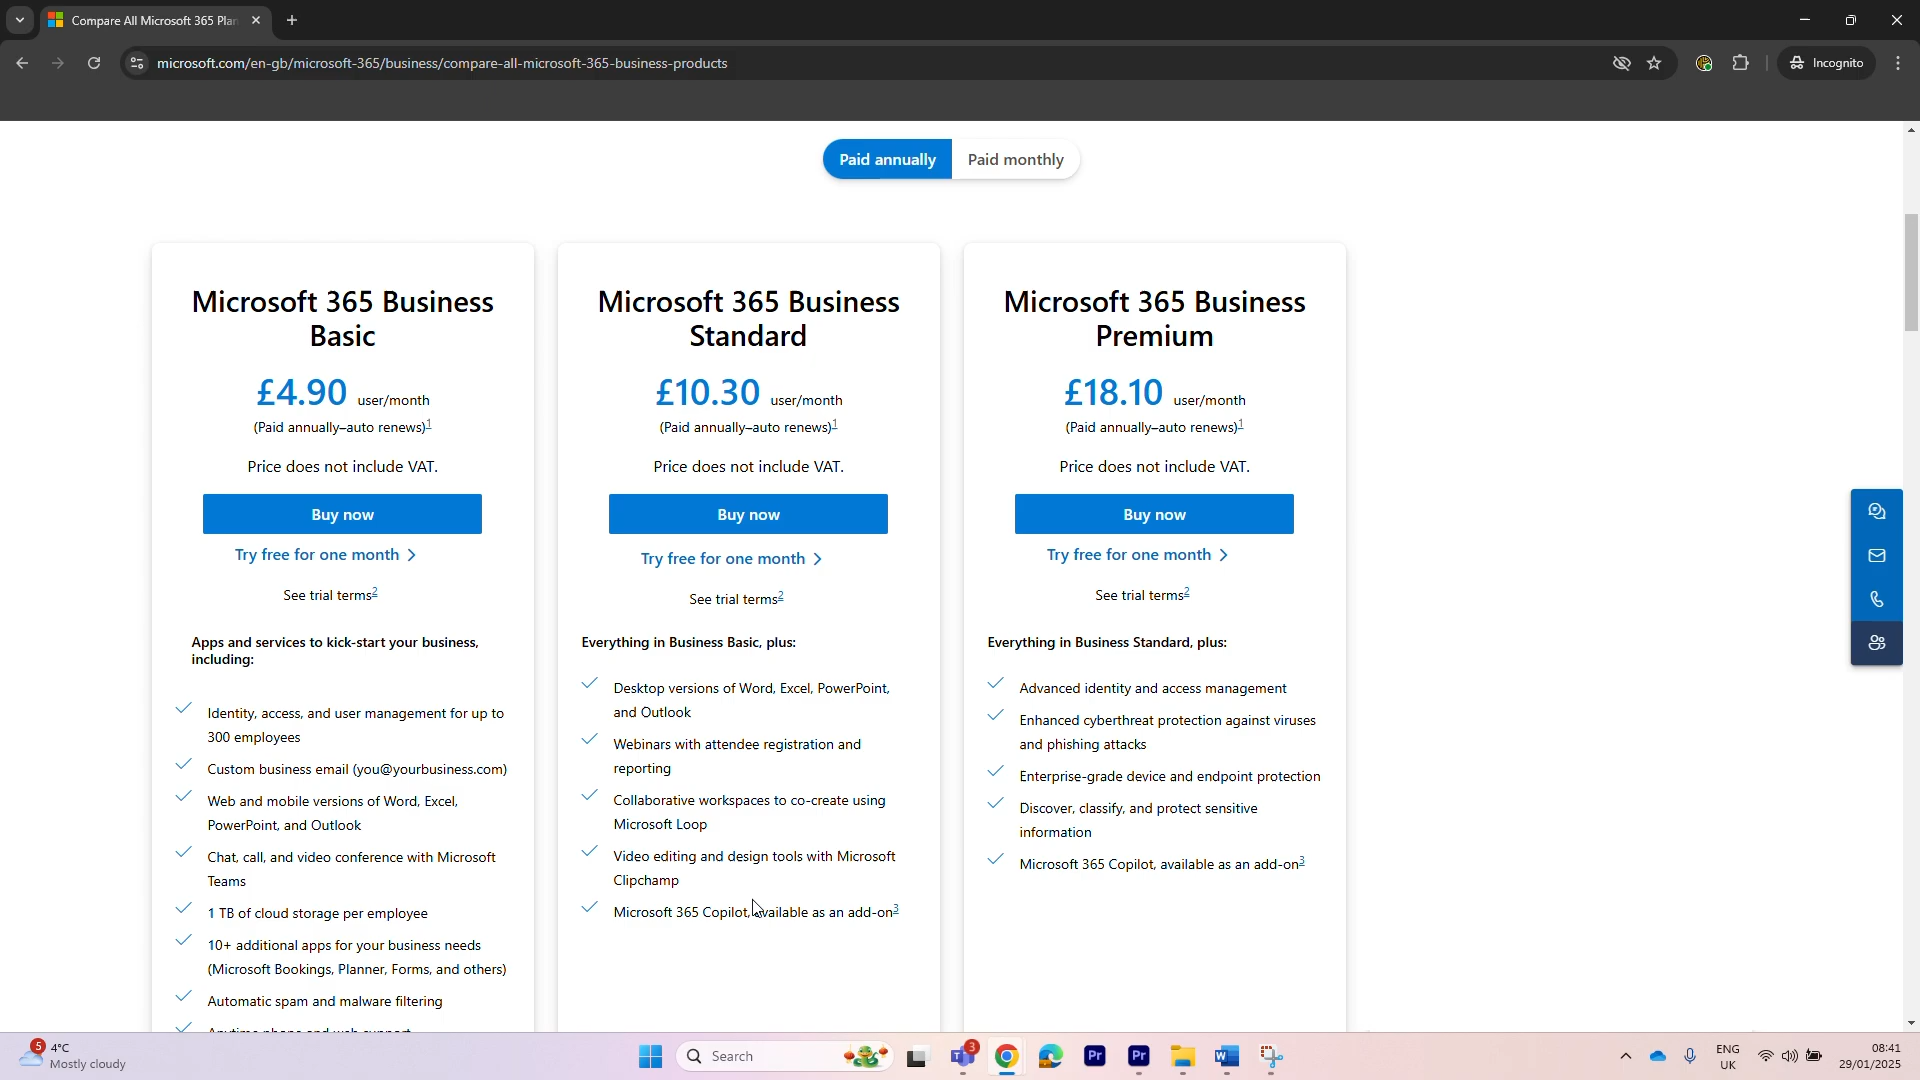 Compare All Microsoft 365 Plan
microsoft.com/en-gb/microsoft-365/business/compare-all-microsoft-365-business-products
Incognito
Paid annually
Paid monthly
Microsoft 365 Business
Basic
£4.90 user/month
(Paid annually–auto renews)1
Price does not include VAT.
Buy now
Try free for one month
See trial terms2
Apps and services to kick-start your business,
including:
Identity, access, and user management for up to
300 employees
Custom business email (you@yourbusiness.com)
Web and mobile versions of Word, Excel,
PowerPoint, and Outlook
Chat, call, and video conference with Microsoft
Teams
1 TB of cloud storage per employee
10+ additional apps for your business needs
(Microsoft Bookings, Planner, Forms, and others)
Automatic spam and malware filtering
Anytime phone and web support
Microsoft 365 Business
Standard
£10.30 user/month
(Paid annually–auto renews)1
Price does not include VAT.
Buy now
Try free for one month
See trial terms2
Everything in Business Basic, plus:
Desktop versions of Word, Excel, PowerPoint,
and Outlook
Webinars with attendee registration and
reporting
Collaborative workspaces to co-create using
Microsoft Loop
Video editing and design tools with Microsoft
Clipchamp
Microsoft 365 Copilot, available as an add-on3
Microsoft 365 Business
Premium
£18.10 user/month
(Paid annually–auto renews)1
Price does not include VAT.
Buy now
Try free for one month
See trial terms2
Everything in Business Standard, plus:
Advanced identity and access management
Enhanced cyberthreat protection against viruses
and phishing attacks
Enterprise-grade device and endpoint protection
Discover, classify, and protect sensitive
information
Microsoft 365 Copilot, available as an add-on3
5
4°C
Mostly cloudy
Search
3
Pr
Pr
ENG
UK
08:41
29/01/2025